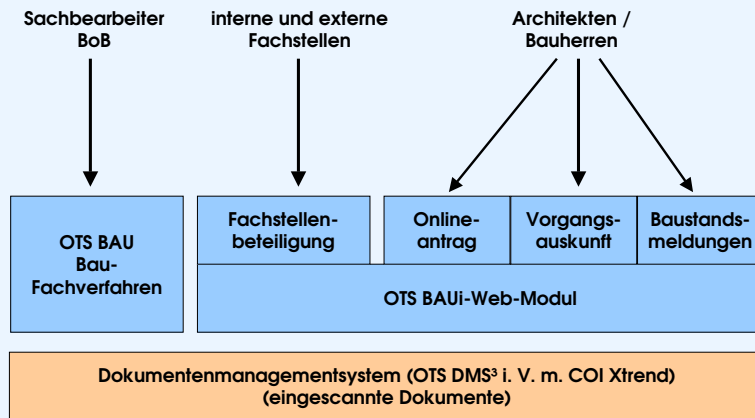 Sachbearbeiter
BoB
interne und externe
Fachstellen
Architekten /
Bauherren
OTS BAU
Bau-
Fachverfahren
Fachstellen-
beteiligung
Online-
antrag
Vorgangs-
auskunft
Baustands-
meldungen
OTS BAUi-Web-Modul
Dokumentenmanagementsystem (OTS DMS³ i. V. m. COI Xtrend)
(eingescannte Dokumente)